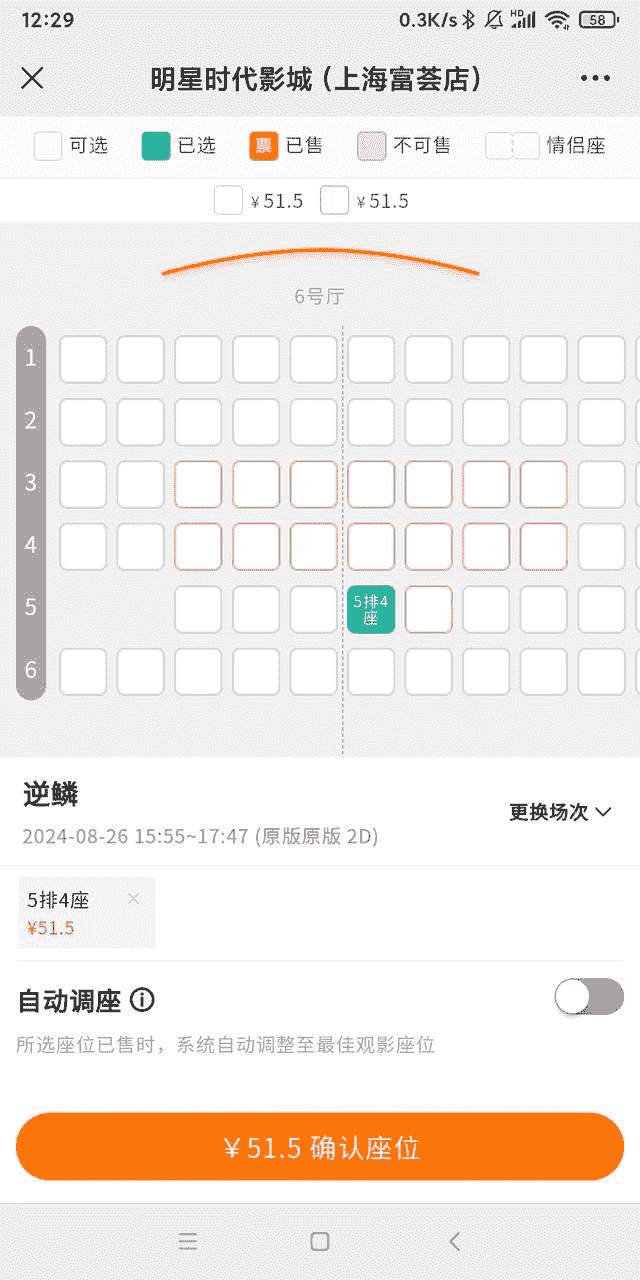 12:29 0.3K/s HD 58
明星时代影城（上海富荟店）
可选 已选 票 已售 不可售 情侣座
¥51.5 ¥51.5
6号厅
1
2
3
4
5
5排4
座
6
逆鳞
更换场次
2024-08-26 15:55~17:47 (原版原版 2D)
5排4座
¥51.5
自动调座
所选座位已售时，系统自动调整至最佳观影座位
¥51.5 确认座位